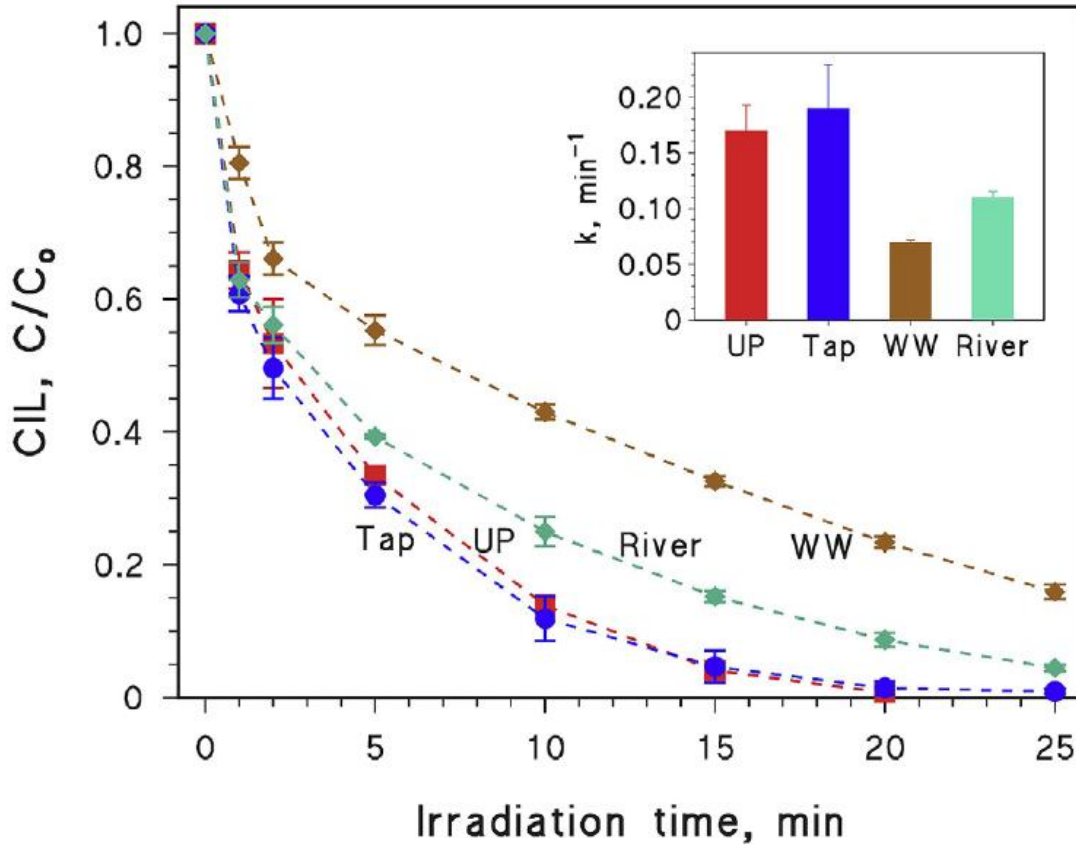 CIL, C/C₀
1.0
0.8
0.6
0.4
0.2
0
0 5 10 15 20 25
Irradiation time, min
Tap UP River WW
k, min⁻¹
0.20
0.15
0.10
0.05
0
UP Tap WW River